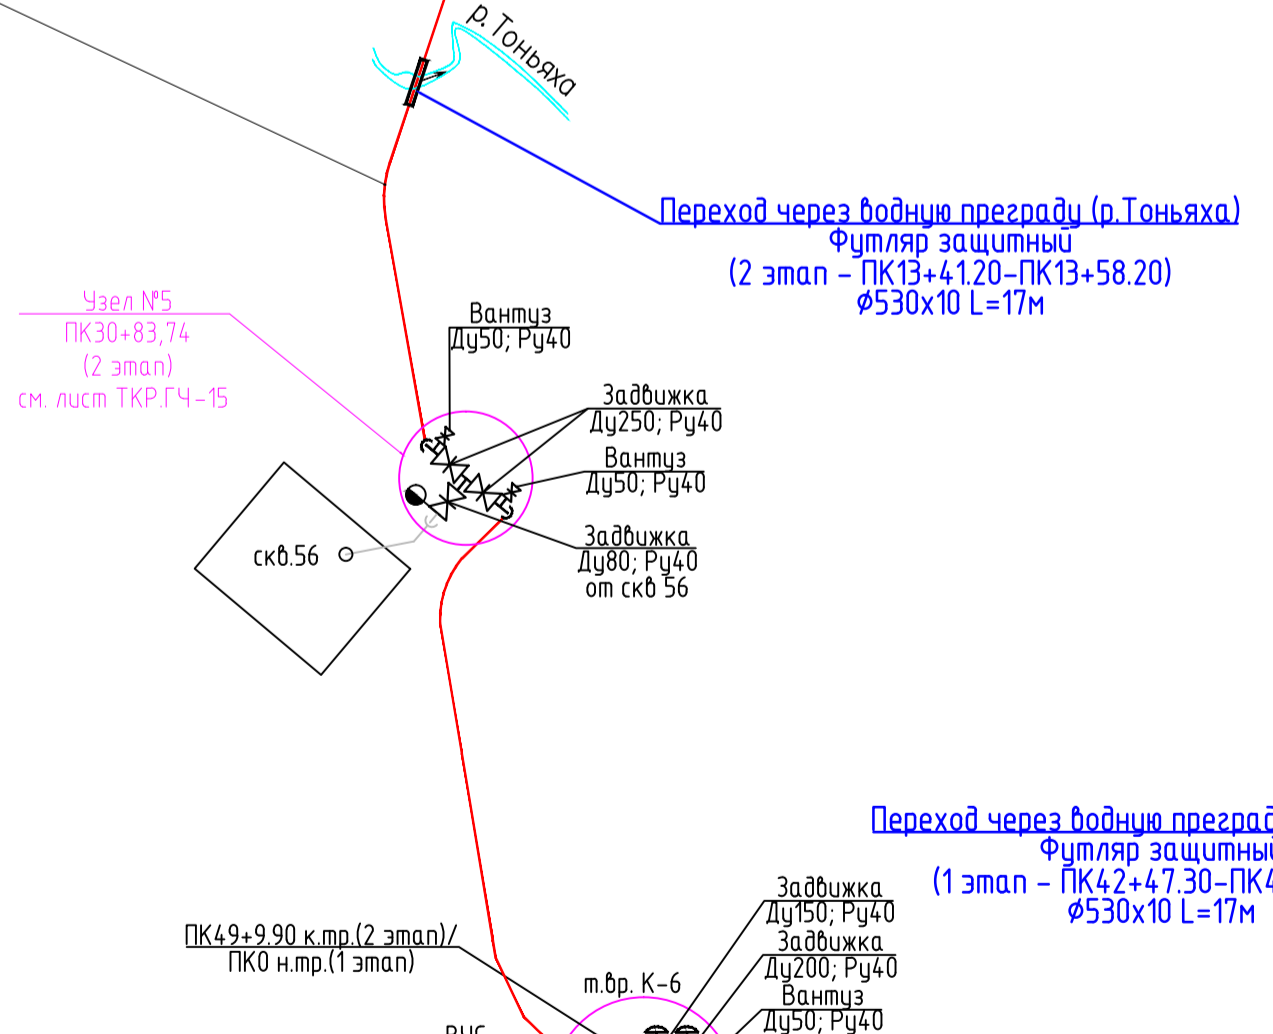 р. Тоньяха
Переход через водную преграду (р.Тоньяха)
Футляр защитный
(2 этап – ПК13+41.20–ПК13+58.20)
⌀530х10 L=17м
Узел №5
ПК30+83,74
(2 этап)
см. лист ТКР.ГЧ–15
Вантуз
Ду50; Ру40
Задвижка
Ду250; Ру40
Вантуз
Ду50; Ру40
Задвижка
Ду80; Ру40
от скв 56
скв.56
Переход через водную преград
Футляр защитный
(1 этап – ПК42+47.30–ПК4
⌀530х10 L=17м
Задвижка
Ду150; Ру40
Задвижка
Ду200; Ру40
Вантуз
Ду50; Ру40
ПК49+9.90 к.тр.(2 этап)/
ПК0 н.тр.(1 этап)
т.вр. К–6